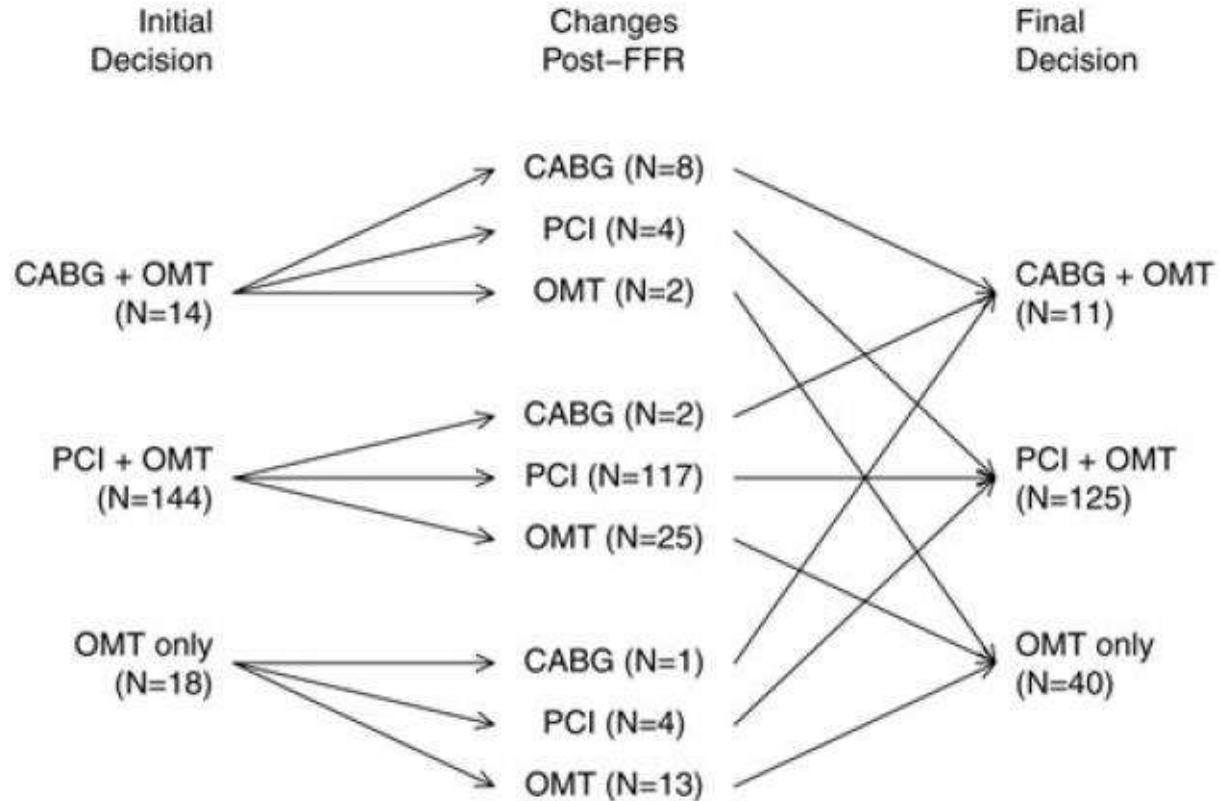 Initial
Decision
Changes
Post–FFR
Final
Decision
CABG + OMT
(N=14)
PCI + OMT
(N=144)
OMT only
(N=18)
CABG (N=8)
PCI (N=4)
OMT (N=2)
CABG (N=2)
PCI (N=117)
OMT (N=25)
CABG (N=1)
PCI (N=4)
OMT (N=13)
CABG + OMT
(N=11)
PCI + OMT
(N=125)
OMT only
(N=40)